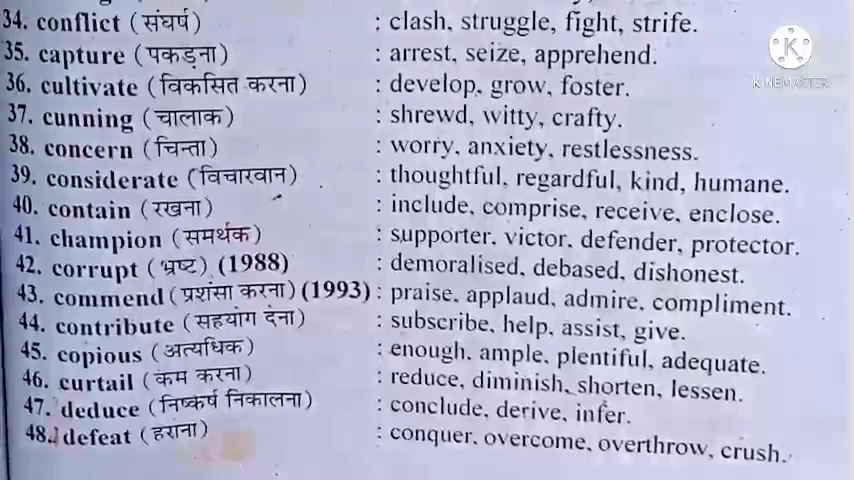 34. conflict (संघर्ष) : clash, struggle, fight, strife.
35. capture (पकड़ना) : arrest, seize, apprehend.
36. cultivate (विकसित करना) : develop, grow, foster.
37. cunning (चालाक) : shrewd, witty, crafty.
38. concern (चिन्ता) : worry, anxiety, restlessness.
39. considerate (विचारवान) : thoughtful, regardful, kind, humane.
40. contain (रखना) : include, comprise, receive, enclose.
41. champion (समर्थक) : supporter, victor, defender, protector.
42. corrupt (भ्रष्ट) (1988) : demoralised, debased, dishonest.
43. commend (प्रशंसा करना) (1993) : praise, applaud, admire, compliment.
44. contribute (सहयोग देना) : subscribe, help, assist, give.
45. copious (अत्यधिक) : enough, ample, plentiful, adequate.
46. curtail (कम करना) : reduce, diminish, shorten, lessen.
47. deduce (निष्कर्ष निकालना) : conclude, derive, infer.
48. defeat (हराना) : conquer, overcome, overthrow, crush.
K
KINEMASTER